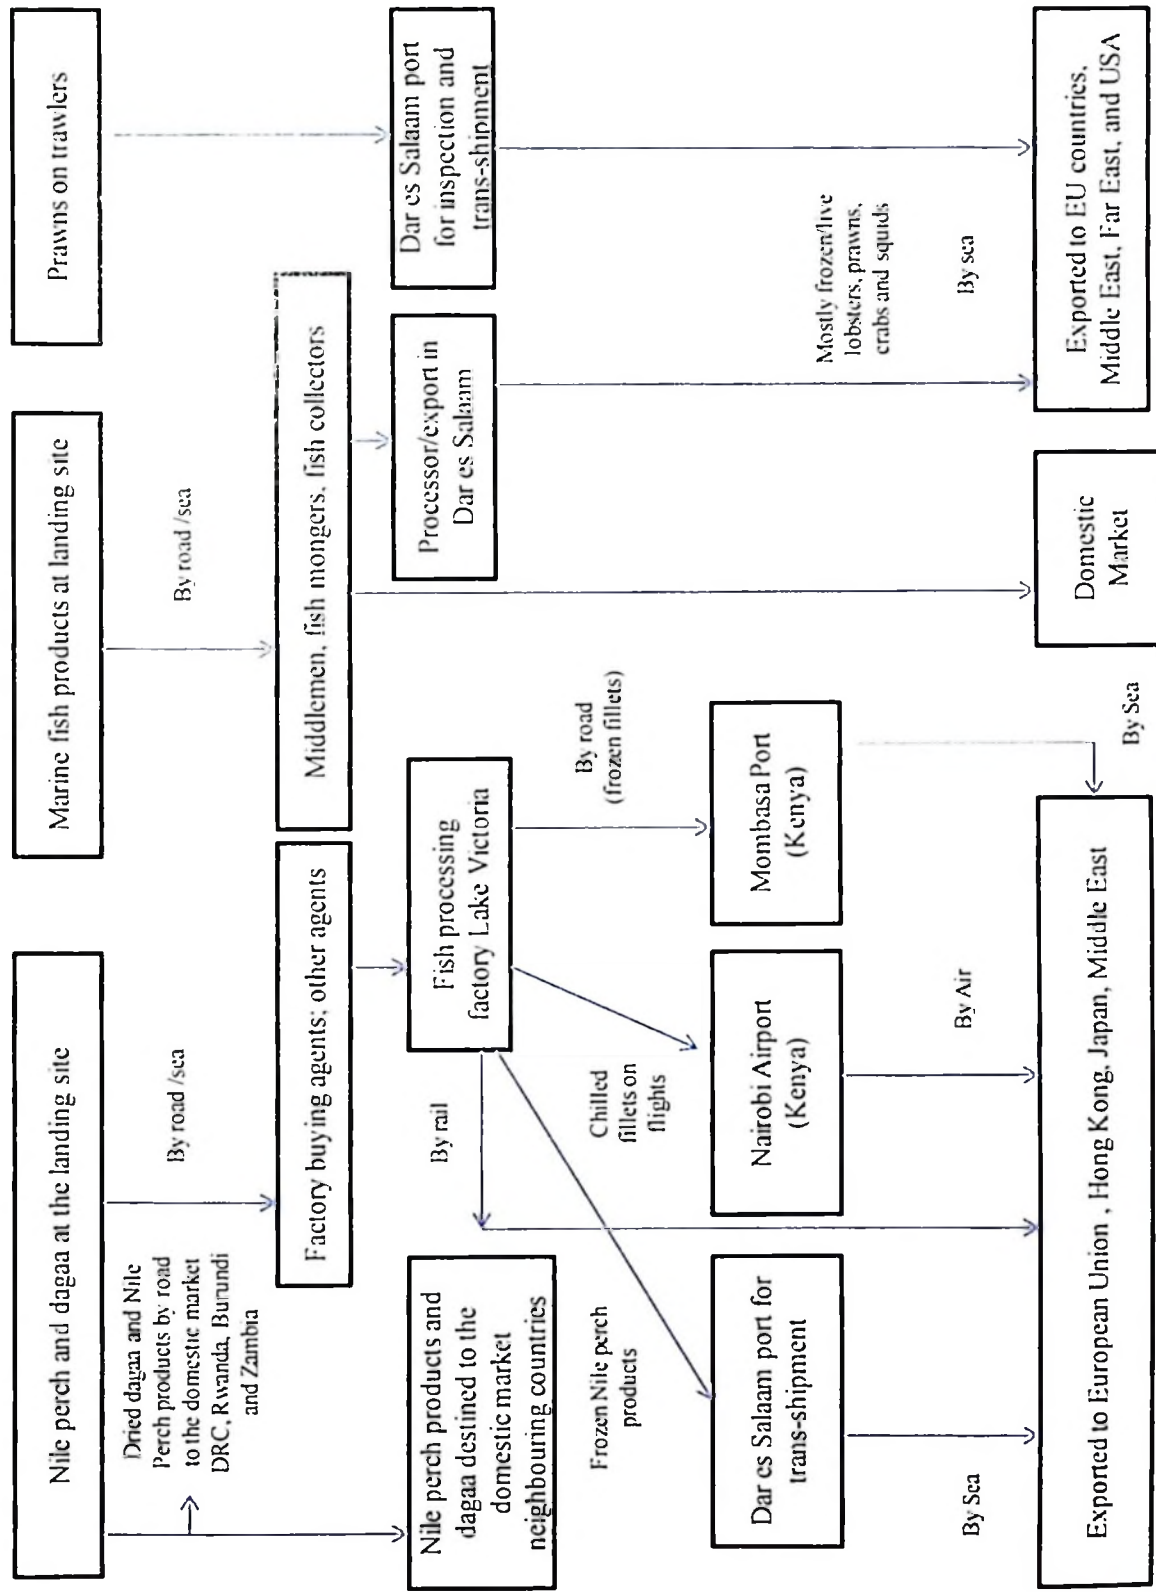 Nile perch and dagaa at the landing site
Marine fish products at landing site
Prawns on trawlers
Dried dagaa and Nile
Perch products by road
to the domestic market
DRC, Rwanda, Burundi
and Zambia
By road /sea
By road /sea
Factory buying agents; other agents
Middlemen, fish mongers, fish collectors
Nile perch products and
dagaa destined to the
domestic market
neighbouring countries
By rail
Fish processing
factory Lake Victoria
Processor/export in
Dar es Salaam
Dar es Salaam port
for inspection and
trans-shipment
Frozen Nile perch
products
Chilled
fillets on
flights
By road
(frozen fillets)
Mostly frozen/live
lobsters, prawns,
crabs and squids
Dar es Salaam port for
trans-shipment
Nairobi Airport
(Kenya)
Mombasa Port
(Kenya)
By Sea
By Air
By sea
Exported to European Union , Hong Kong, Japan, Middle East
By Sea
Domestic
Market
Exported to EU countries,
Middle East, Far East, and USA